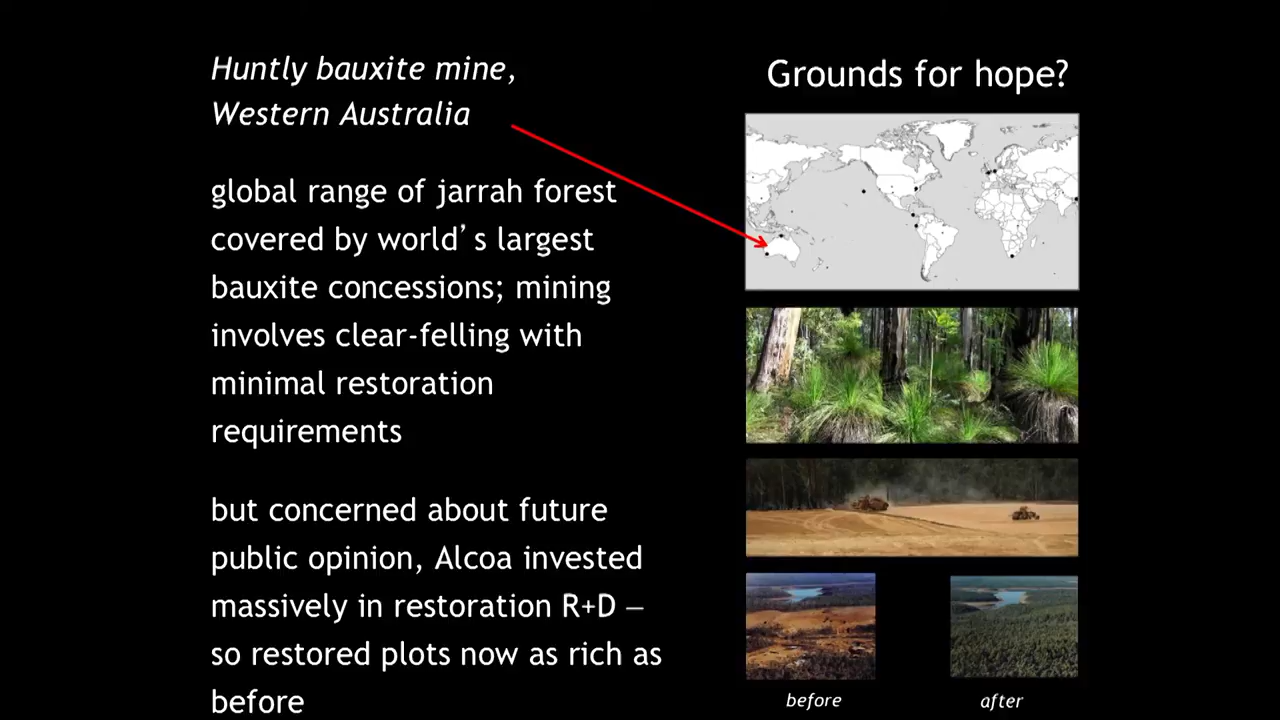 Huntly bauxite mine,
Western Australia
global range of jarrah forest
covered by world's largest
bauxite concessions; mining
involves clear-felling with
minimal restoration
requirements
but concerned about future
public opinion, Alcoa invested
massively in restoration R+D —
so restored plots now as rich as
before
Grounds for hope?
before
after